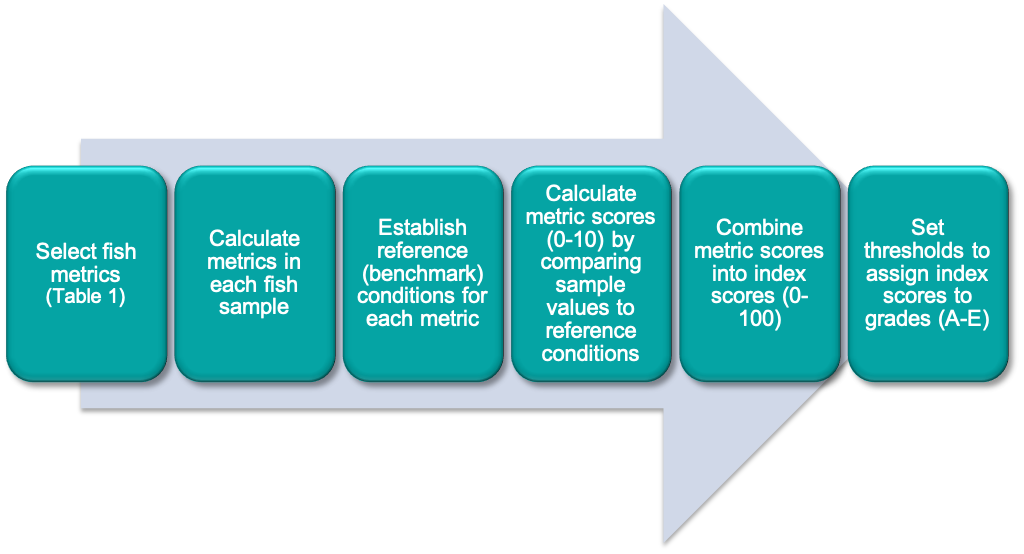 Select fish
metrics
(Table 1)
Calculate
metrics in
each fish
sample
Establish
reference
(benchmark)
conditions for
each metric
Calculate
metric scores
(0-10) by
comparing
sample
values to
reference
conditions
Combine
metric scores
into index
scores (0-
100)
Set
thresholds to
assign index
scores to
grades (A-E)